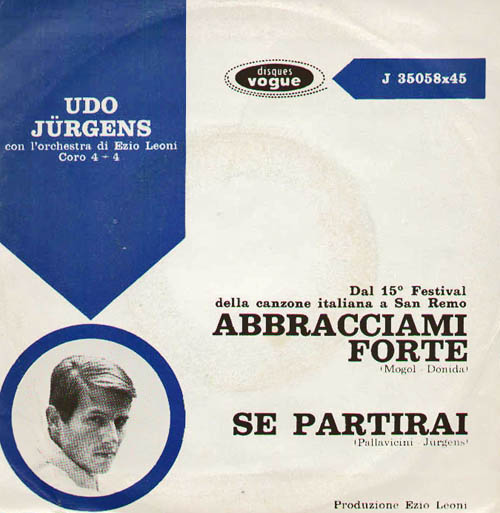 UDO
JÜRGENS
con l'orchestra di Ezio Leoni
Coro 4 + 4
disques
vogue
J 35058x45
Dal 15° Festival
della canzone italiana a San Remo
ABBRACCIAMI
FORTE
(Mogol - Donida)
SE PARTIRAI
(Pallavicini - Jurgens)
Produzione Ezio Leoni